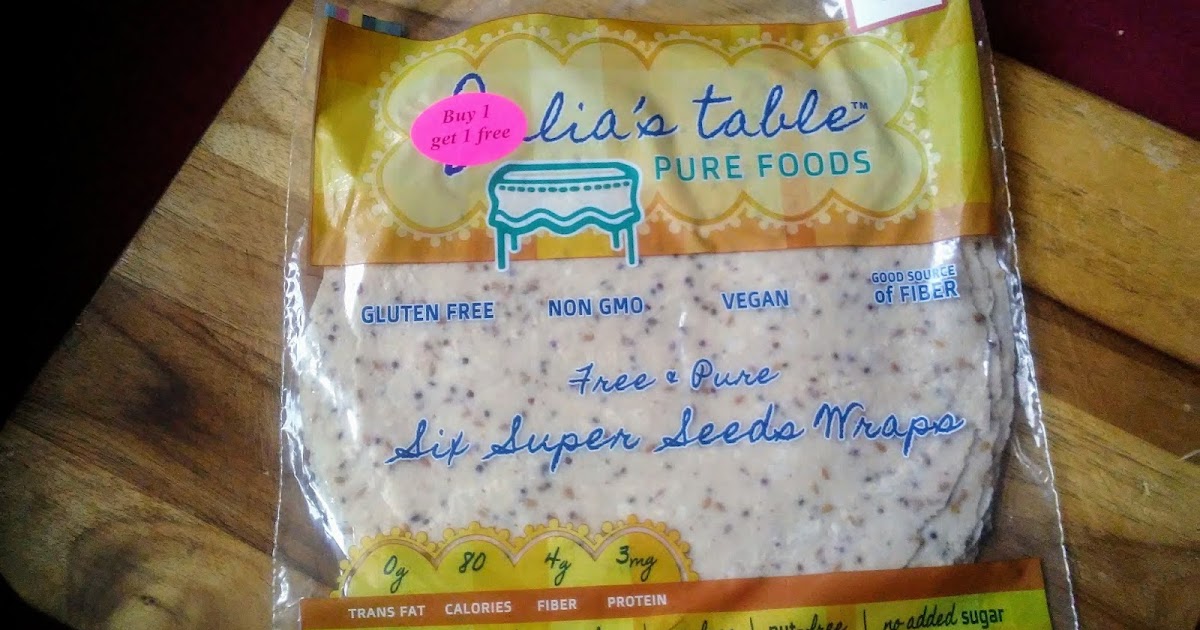 Buy 1
get 1 free
lia's table™
PURE FOODS
GLUTEN FREE
NON GMO
VEGAN
GOOD SOURCE
of FIBER
Free & Pure
Six Super Seeds Wraps
0g
80
4g
3mg
TRANS FAT
CALORIES
FIBER
PROTEIN
nut-free | no added sugar